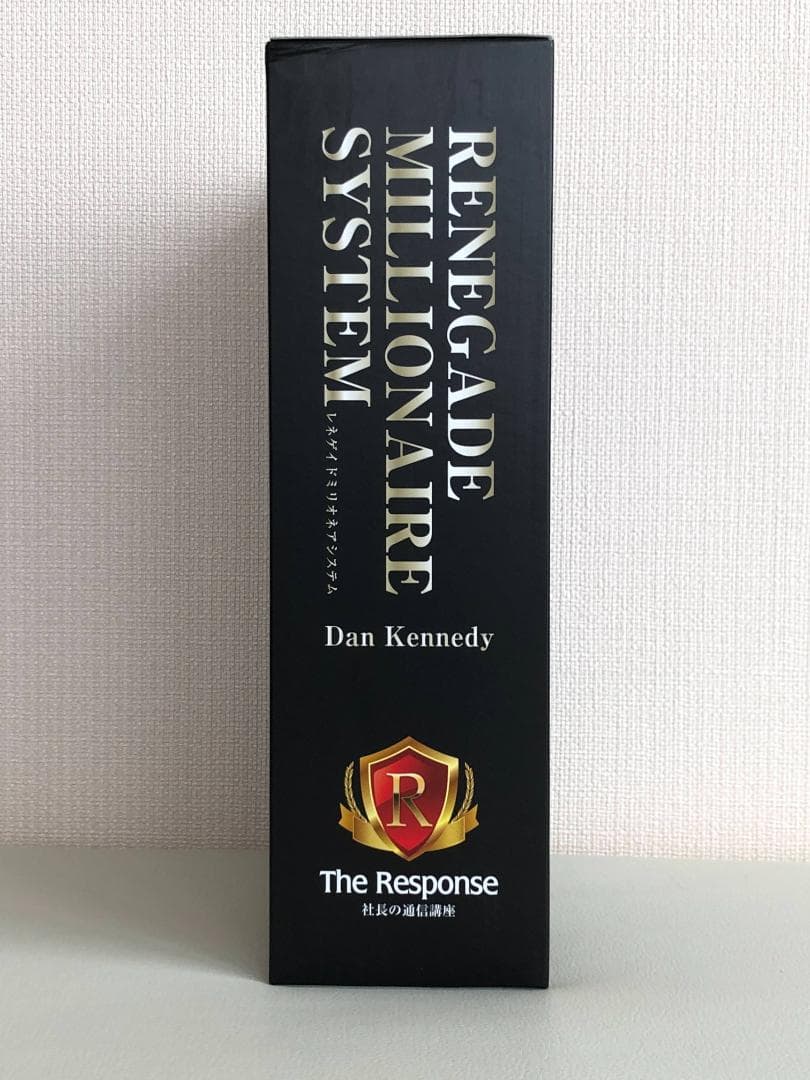 RENEGADE
MILLIONAIRE
SYSTEM レネゲイドミリオネアシステム
Dan Kennedy
R
The Response
社長の通信講座